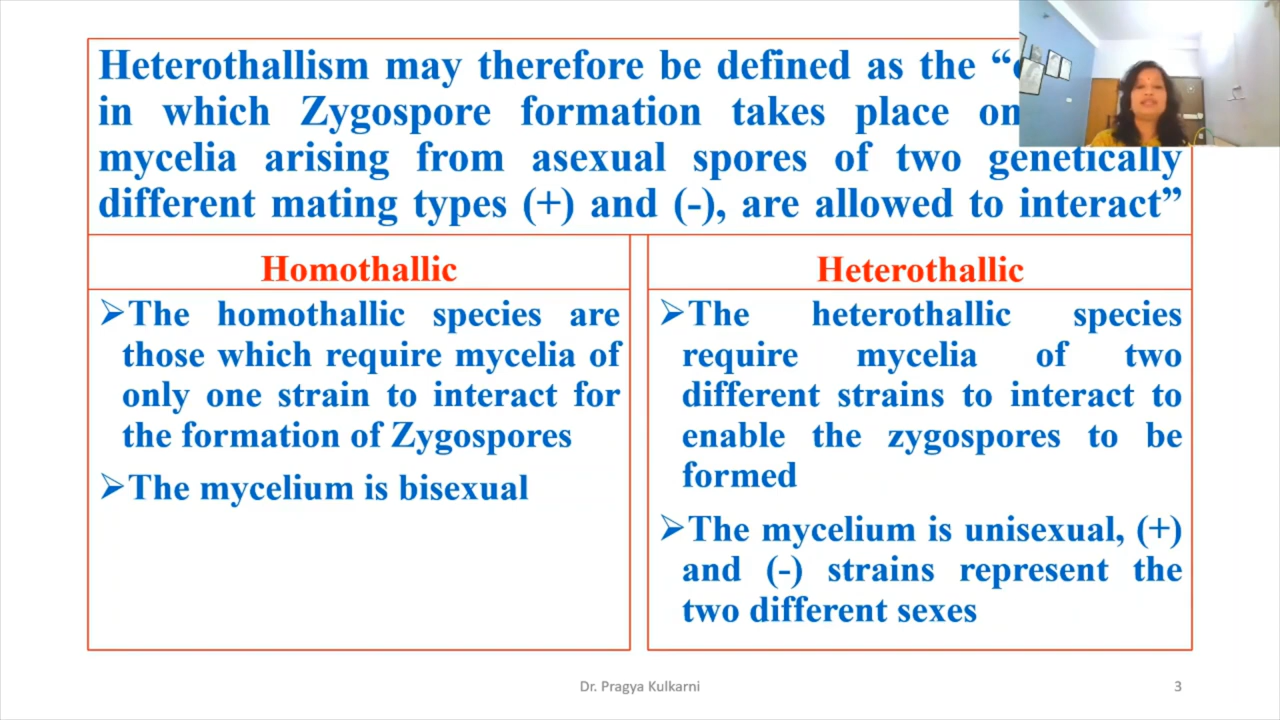 Heterothallism may therefore be defined as the “
in which Zygospore formation takes place on
mycelia arising from asexual spores of two genetically
different mating types (+) and (-), are allowed to interact”
Homothallic
➢The homothallic species are
those which require mycelia of
only one strain to interact for
the formation of Zygospores
➢The mycelium is bisexual
Heterothallic
➢The heterothallic species
require mycelia of two
different strains to interact to
enable the zygospores to be
formed
➢The mycelium is unisexual, (+)
and (-) strains represent the
two different sexes
Dr. Pragya Kulkarni
3